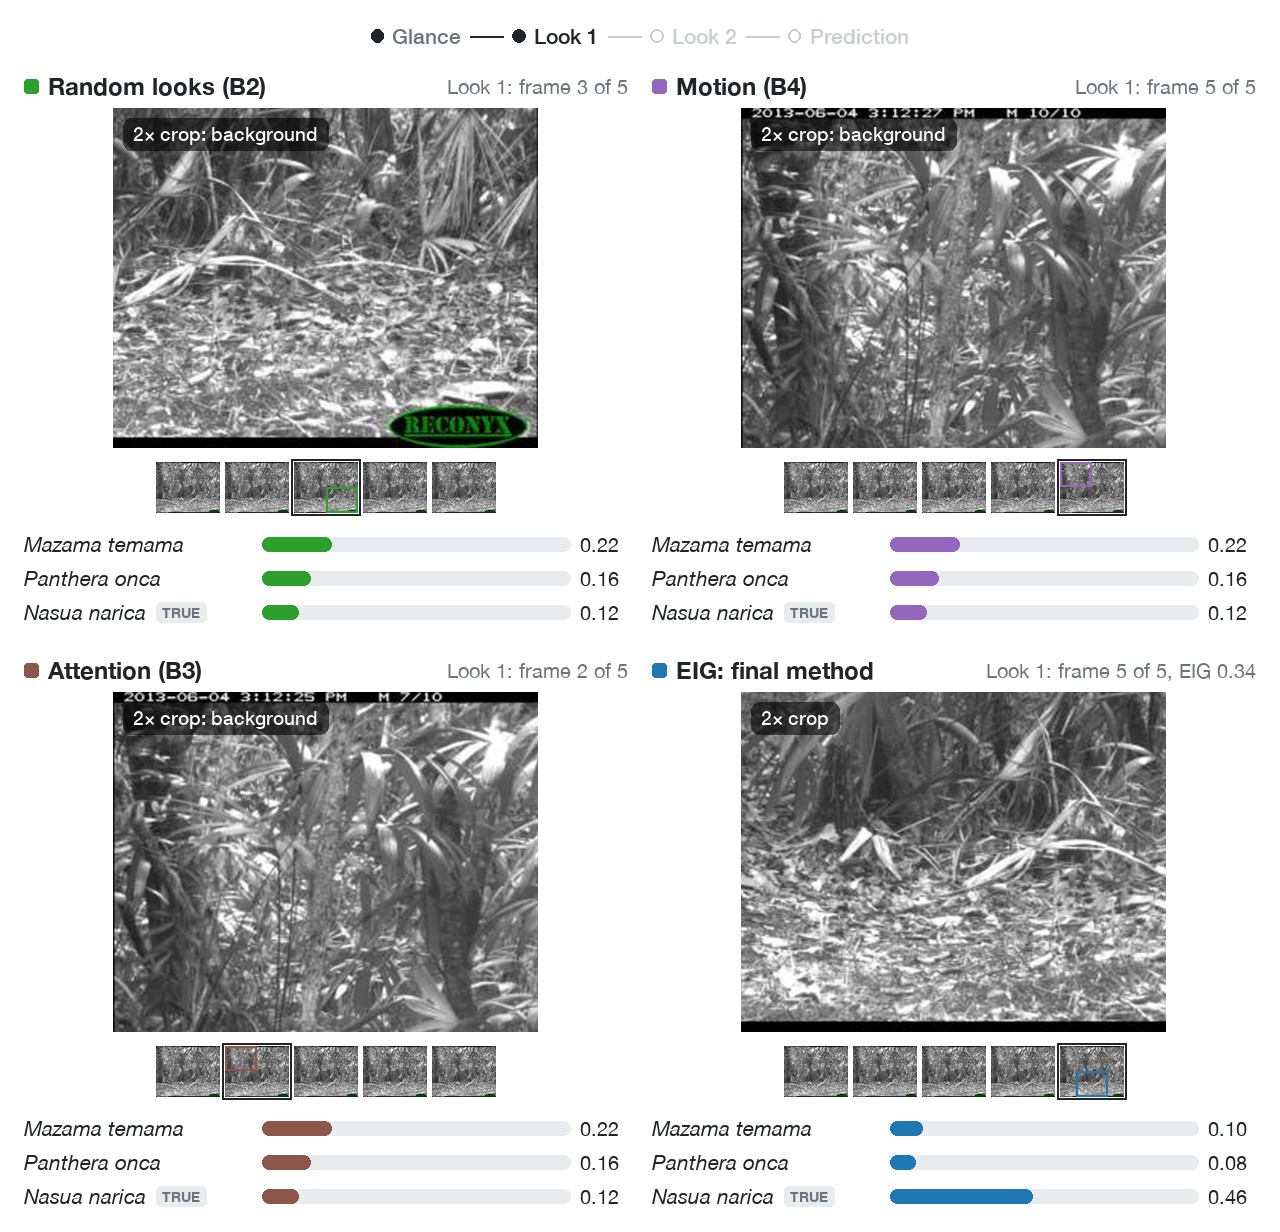 Glance Look 1 Look 2 Prediction
Random looks (B2) Look 1: frame 3 of 5
2× crop: background
RECONYX
Mazama temama 0.22
Panthera onca 0.16
Nasua narica TRUE 0.12
Motion (B4) Look 1: frame 5 of 5
2013-06-04 3:12:27 PM M 10/10
2× crop: background
Mazama temama 0.22
Panthera onca 0.16
Nasua narica TRUE 0.12
Attention (B3) Look 1: frame 2 of 5
2013-06-04 3:12:25 PM M 7/10
2× crop: background
Mazama temama 0.22
Panthera onca 0.16
Nasua narica TRUE 0.12
EIG: final method Look 1: frame 5 of 5, EIG 0.34
2× crop
Mazama temama 0.10
Panthera onca 0.08
Nasua narica TRUE 0.46